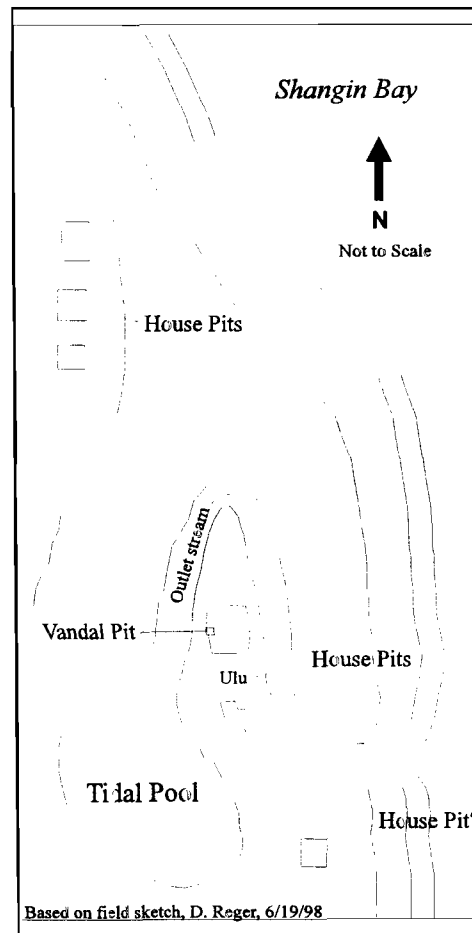 Shangin Bay
N
Not to Scale
House Pits
Outlet stream
Vandal Pit
House Pits
Ulu
Tidal Pool
House Pit?
Based on field sketch, D. Reger, 6/19/98